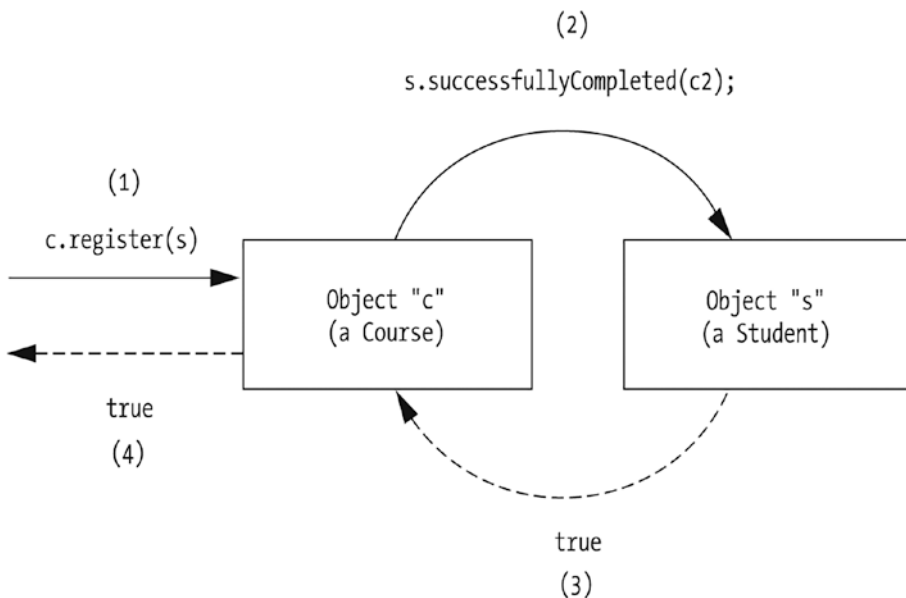 (2)
s.successfullyCompleted(c2);
(1)
c.register(s)
Object "c"
(a Course)
Object "s"
(a Student)
true
(4)
true
(3)